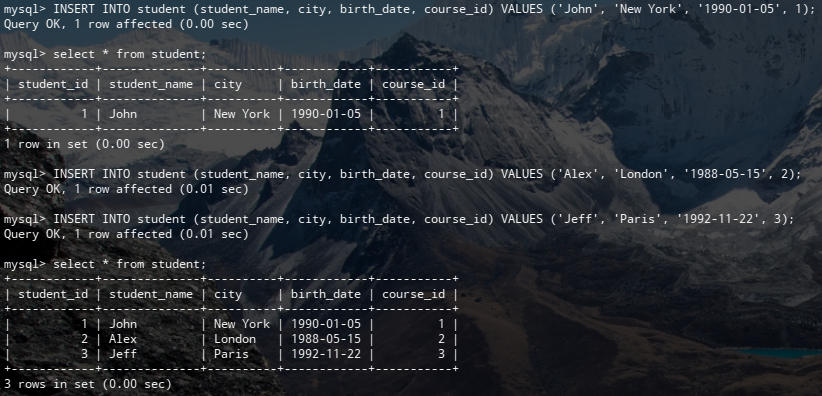 mysql> INSERT INTO student (student_name, city, birth_date, course_id) VALUES ('John', 'New York', '1990-01-05', 1);
Query OK, 1 row affected (0.00 sec)

mysql> select * from student;
+------------+--------------+----------+------------+-----------+
| student_id | student_name | city     | birth_date | course_id |
+------------+--------------+----------+------------+-----------+
|          1 | John         | New York | 1990-01-05 |         1 |
+------------+--------------+----------+------------+-----------+
1 row in set (0.00 sec)

mysql> INSERT INTO student (student_name, city, birth_date, course_id) VALUES ('Alex', 'London', '1988-05-15', 2);
Query OK, 1 row affected (0.01 sec)

mysql> INSERT INTO student (student_name, city, birth_date, course_id) VALUES ('Jeff', 'Paris', '1992-11-22', 3);
Query OK, 1 row affected (0.01 sec)

mysql> select * from student;
+------------+--------------+----------+------------+-----------+
| student_id | student_name | city     | birth_date | course_id |
+------------+--------------+----------+------------+-----------+
|          1 | John         | New York | 1990-01-05 |         1 |
|          2 | Alex         | London   | 1988-05-15 |         2 |
|          3 | Jeff         | Paris    | 1992-11-22 |         3 |
+------------+--------------+----------+------------+-----------+
3 rows in set (0.00 sec)